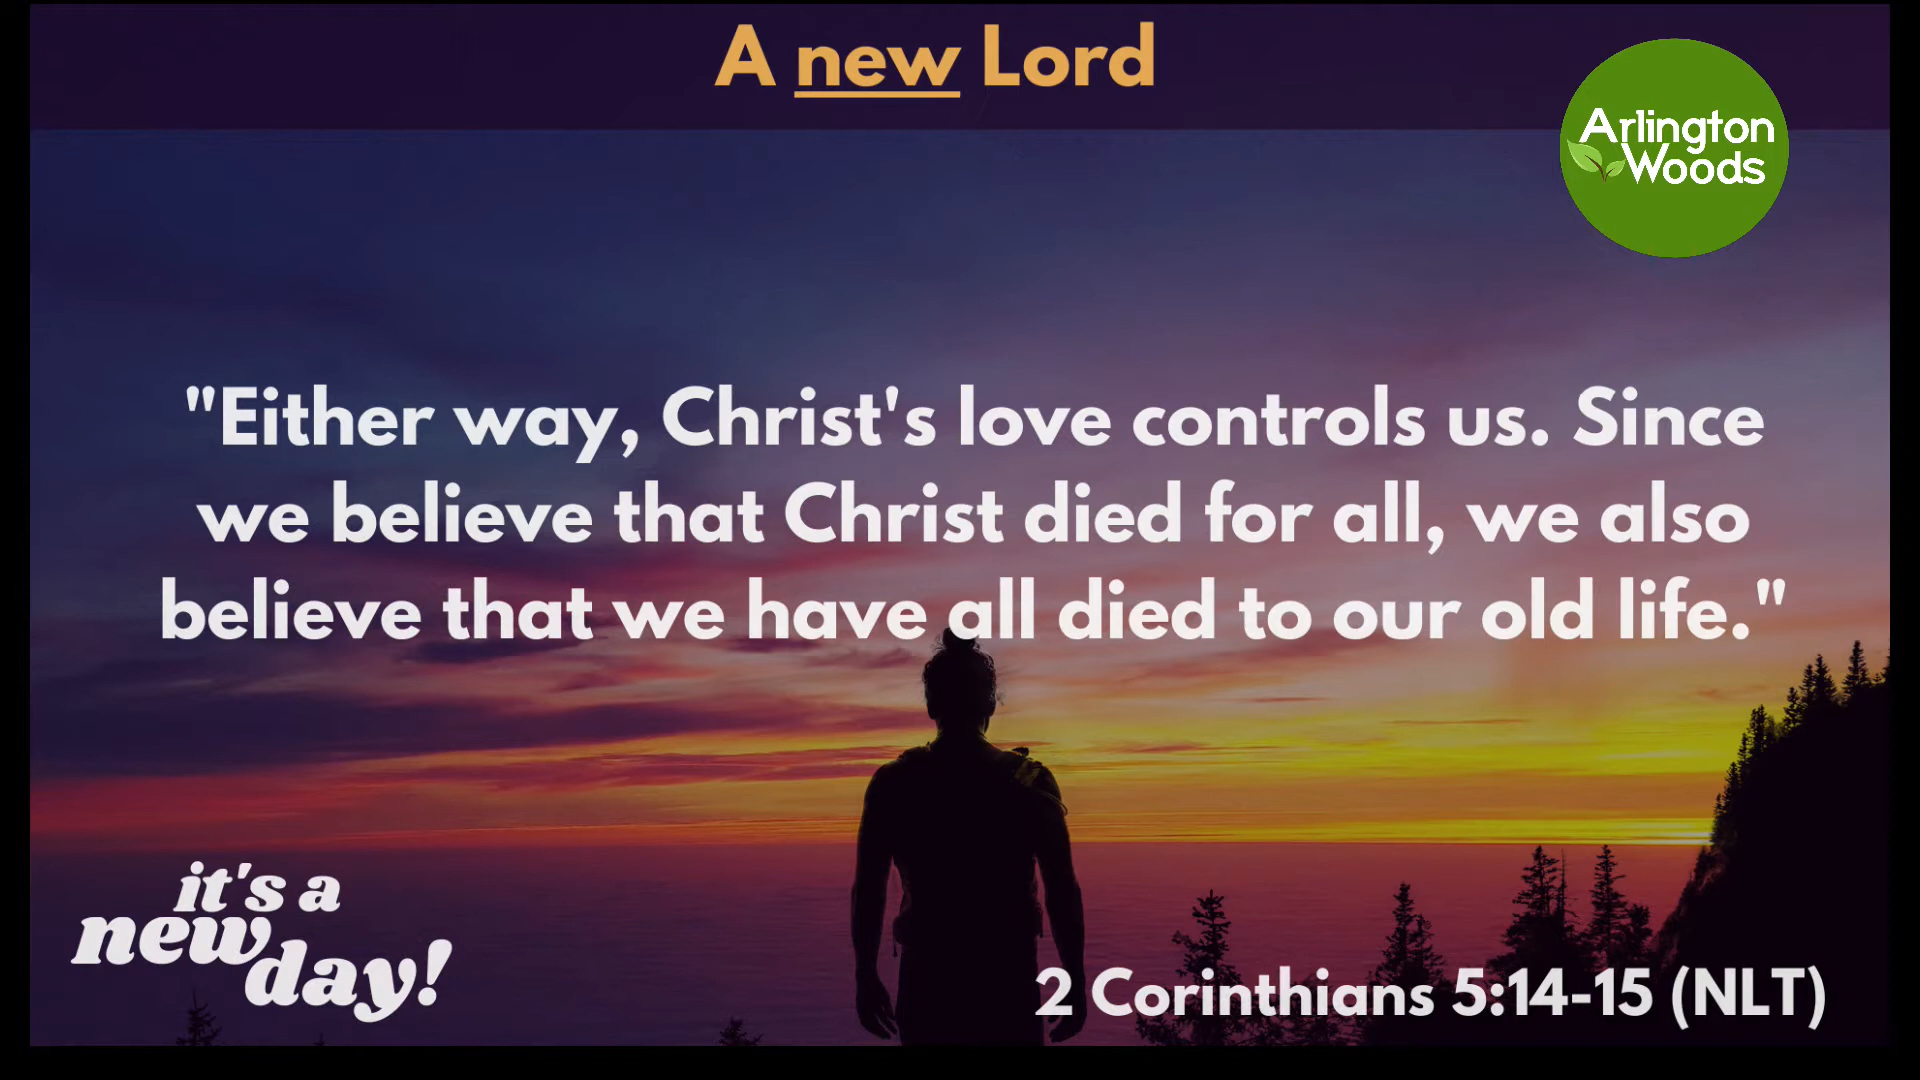 A new Lord
Arlington
Woods
"Either way, Christ's love controls us. Since
we believe that Christ died for all, we also
believe that we have all died to our old life."
it's a
new
day!
2 Corinthians 5:14-15 (NLT)